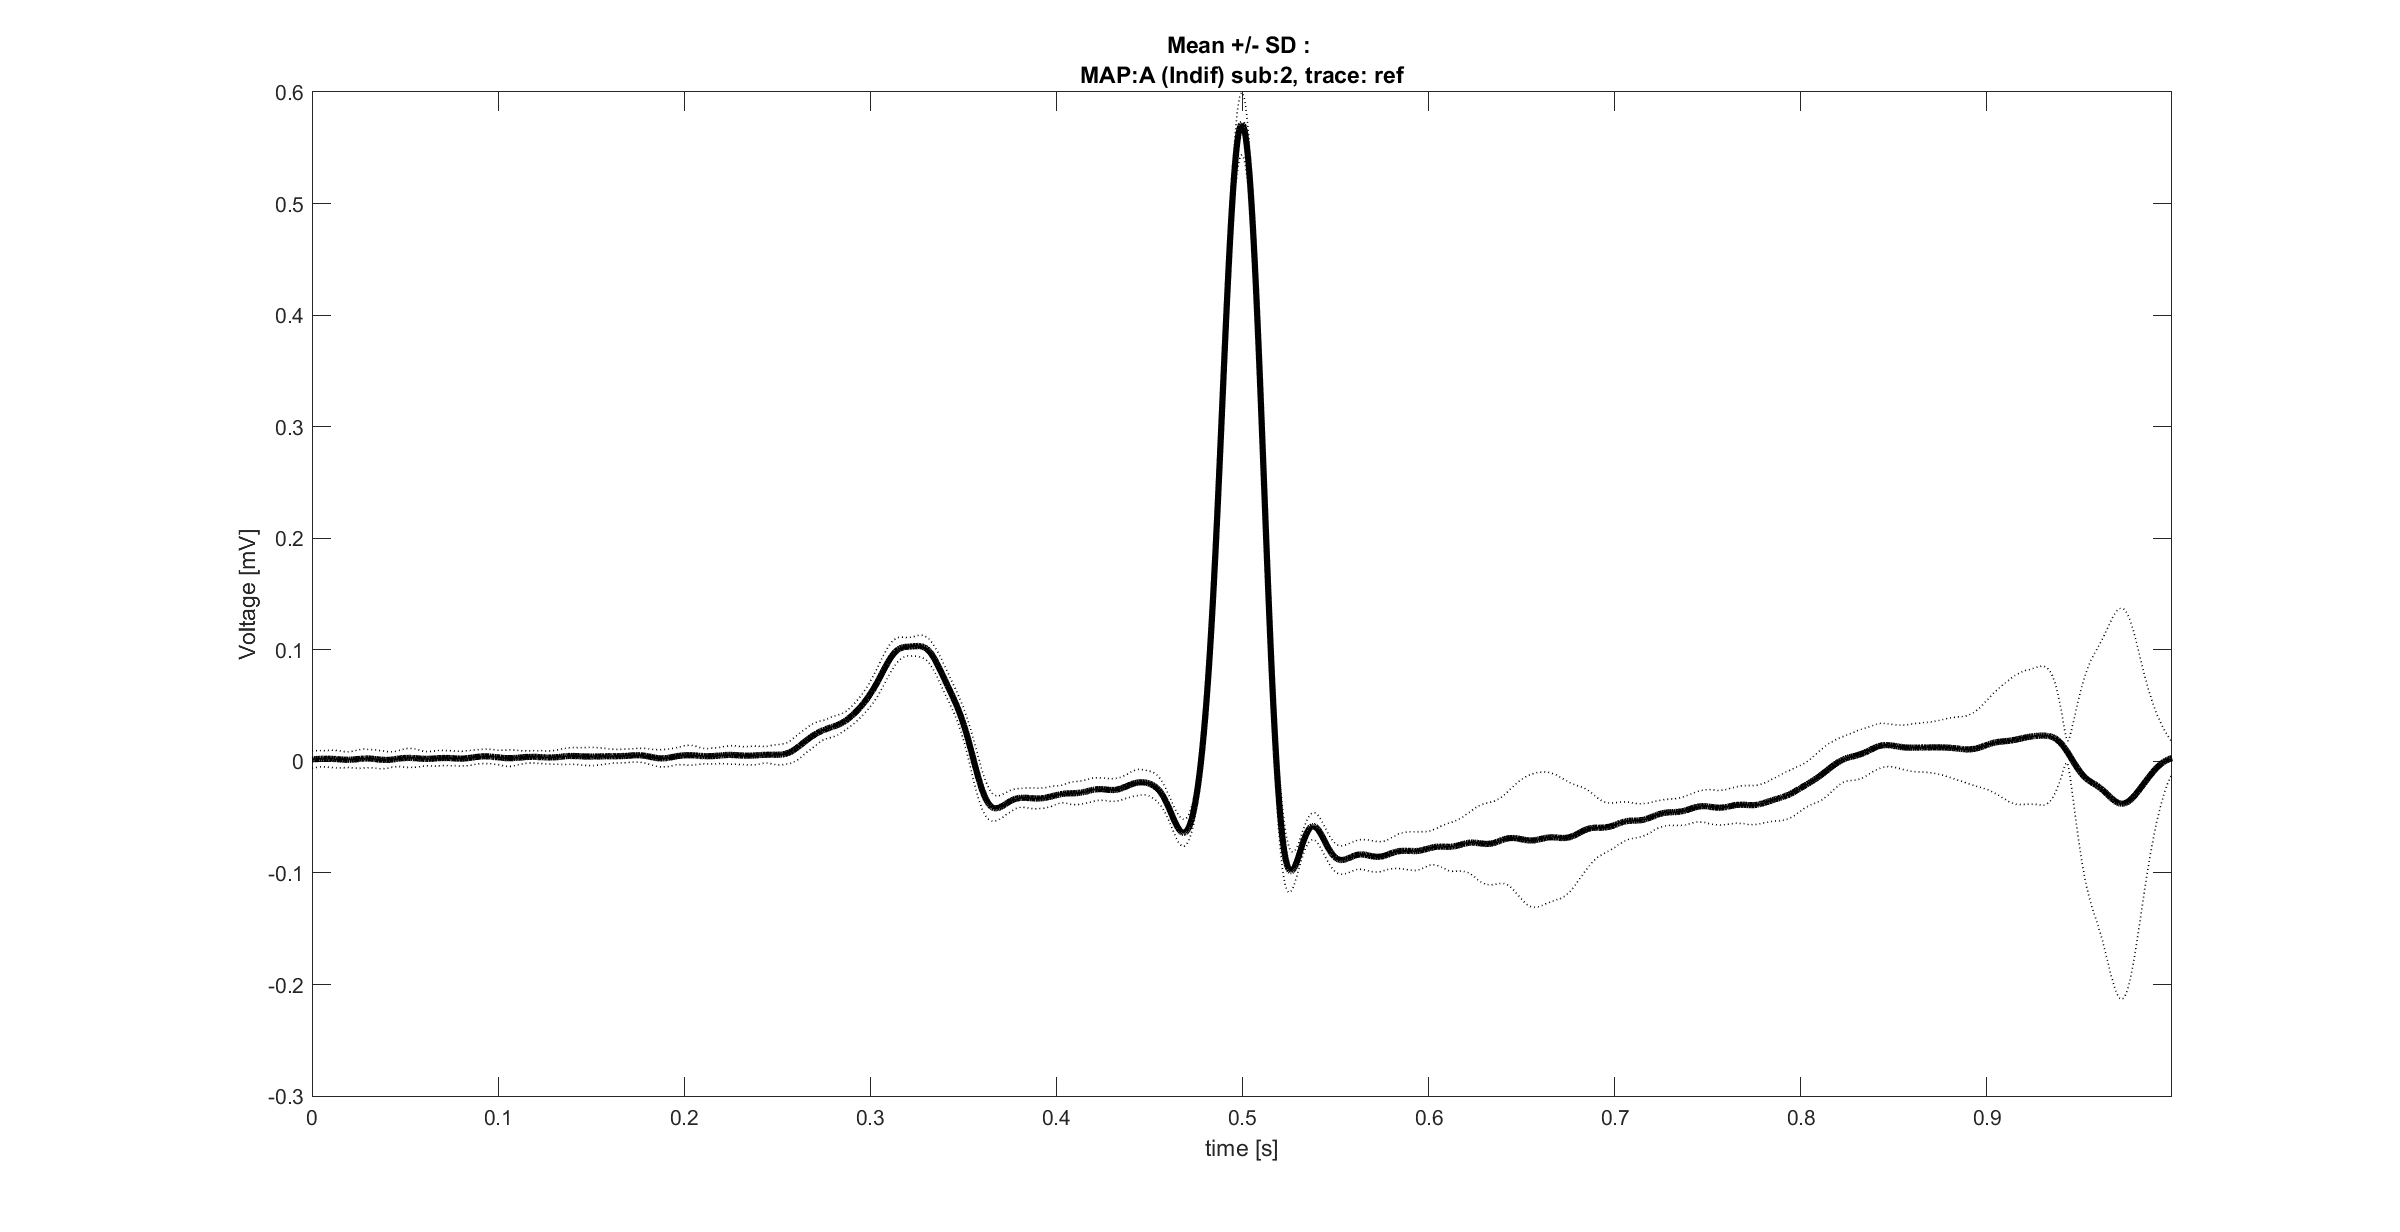 Mean +/- SD :
MAP:A (Indif) sub:2, trace: ref
0.6
0.5
0.4
0.3
0.2
0.1
0
-0.1
-0.2
-0.3
Voltage [mV]
0 0.1 0.2 0.3 0.4 0.5 0.6 0.7 0.8 0.9
time [s]